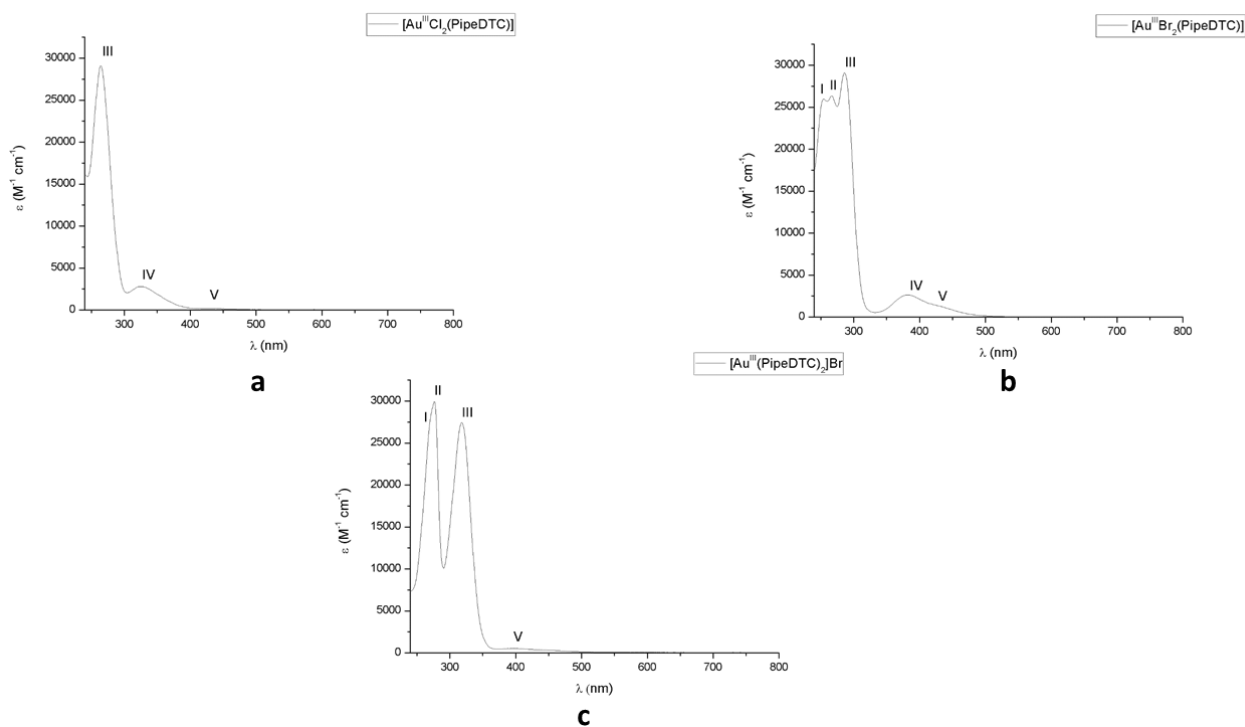 [Au^III Cl₂(PipeDTC)]
III
IV
V
ε (M⁻¹ cm⁻¹)
30000
25000
20000
15000
10000
5000
0
300
400
500
600
700
800
λ (nm)
a
[Au^III Br₂(PipeDTC)]
I
II
III
IV
V
ε (M⁻¹ cm⁻¹)
30000
25000
20000
15000
10000
5000
0
300
400
500
600
700
800
λ (nm)
b
[Au^III (PipeDTC)₂]Br
I
II
III
V
ε (M⁻¹ cm⁻¹)
30000
25000
20000
15000
10000
5000
0
300
400
500
600
700
800
λ (nm)
c